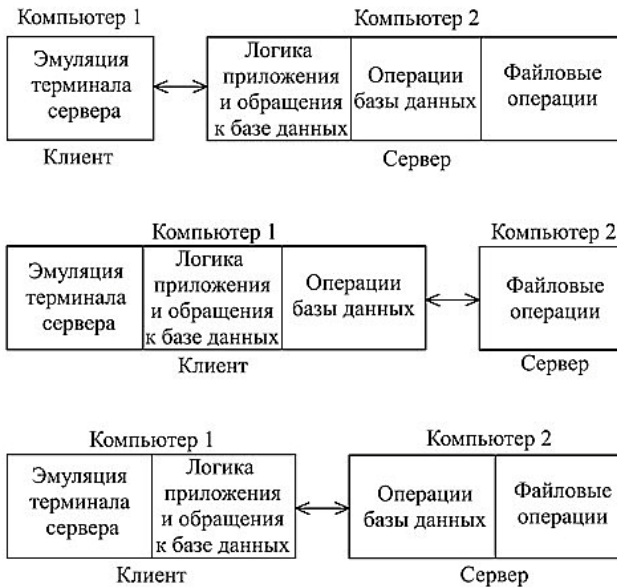 Компьютер 1
Компьютер 2
Эмуляция
терминала
сервера
Логика
приложения
и обращения
к базе данных
Операции
базы данных
Файловые
операции
Клиент
Сервер
Компьютер 1
Компьютер 2
Эмуляция
терминала
сервера
Логика
приложения
и обращения
к базе данных
Операции
базы данных
Файловые
операции
Клиент
Сервер
Компьютер 1
Компьютер 2
Эмуляция
терминала
сервера
Логика
приложения
и обращения
к базе данных
Операции
базы данных
Файловые
операции
Клиент
Сервер